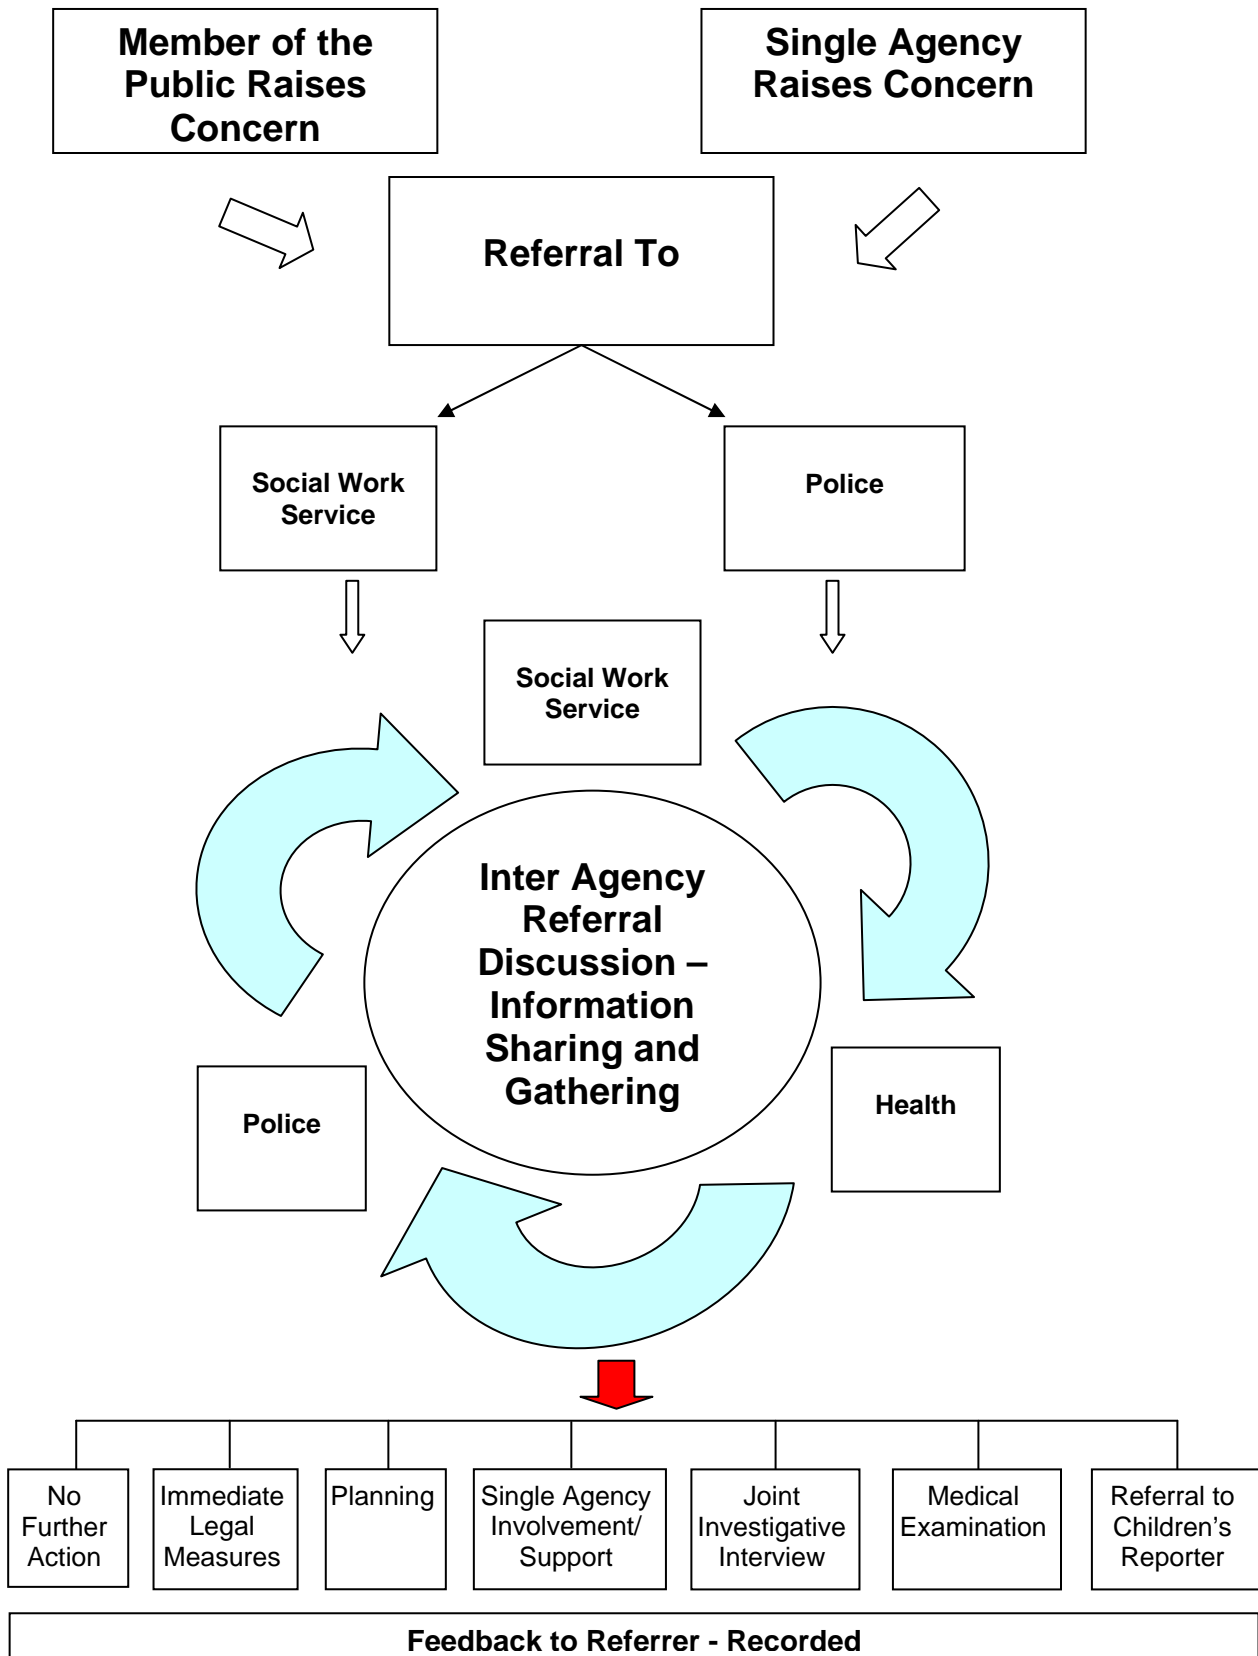 Member of the
Public Raises
Concern
Single Agency
Raises Concern
Referral To
Social Work
Service
Police
Social Work
Service
Inter Agency
Referral
Discussion –
Information
Sharing and
Gathering
Police
Health
No
Further
Action
Immediate
Legal
Measures
Planning
Single Agency
Involvement/
Support
Joint
Investigative
Interview
Medical
Examination
Referral to
Children’s
Reporter
Feedback to Referrer - Recorded